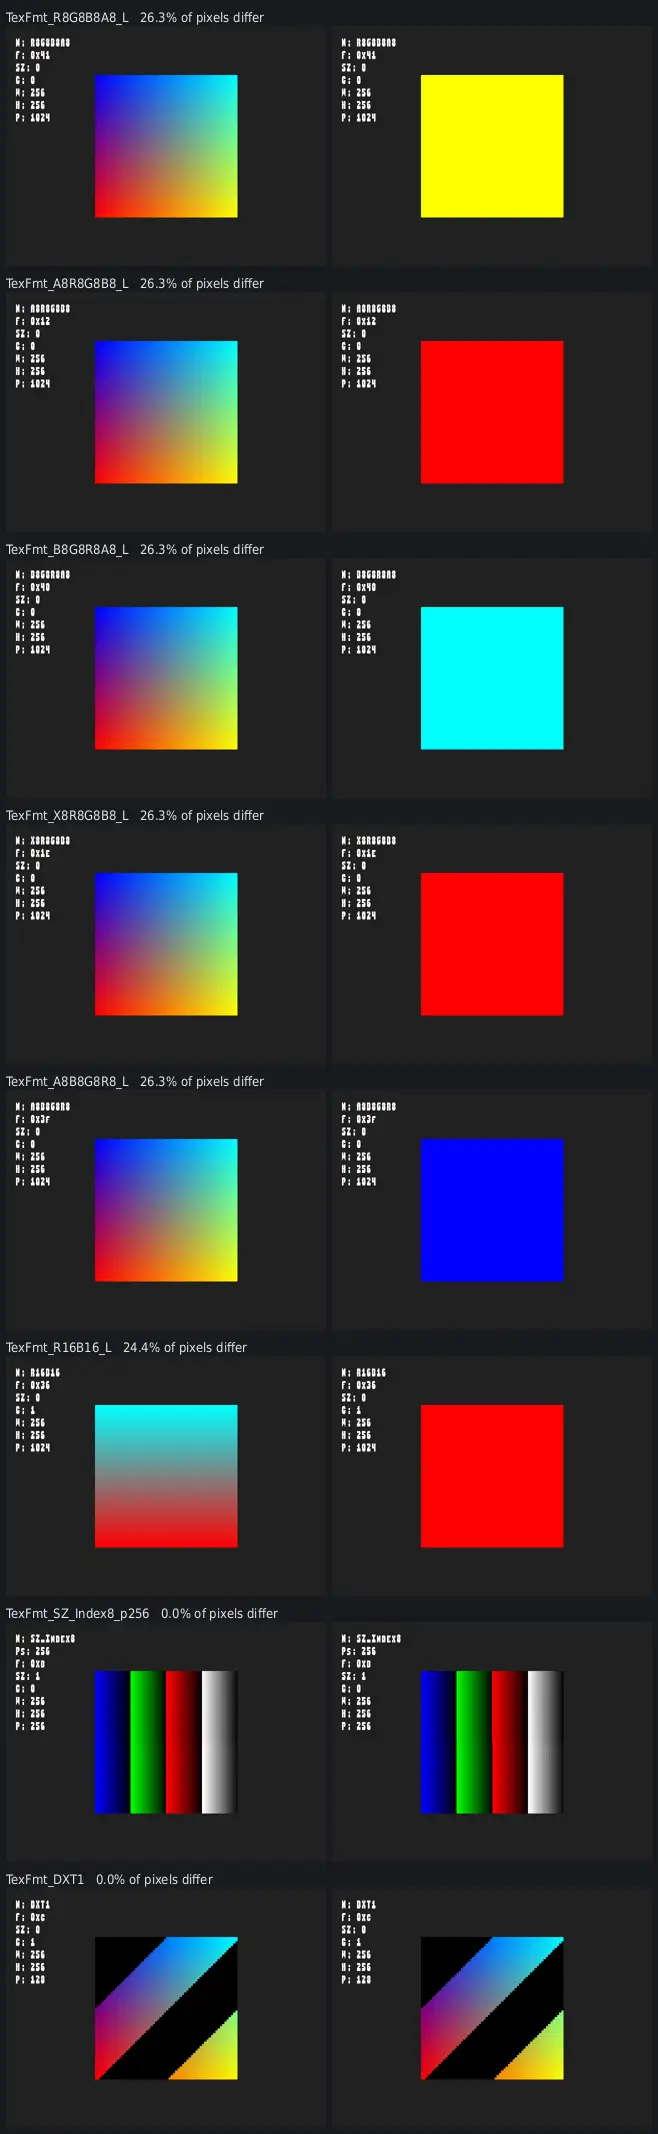 TexFmt_R8G8B8A8_L 26.3% of pixels differ
N: R8G8B8A8
F: 0x41
SZ: 0
C: 0
W: 256
H: 256
P: 1024
N: R8G8B8A8
F: 0x41
SZ: 0
C: 0
W: 256
H: 256
P: 1024
TexFmt_A8R8G8B8_L 26.3% of pixels differ
N: A8R8G8B8
F: 0x12
SZ: 0
C: 0
W: 256
H: 256
P: 1024
N: A8R8G8B8
F: 0x12
SZ: 0
C: 0
W: 256
H: 256
P: 1024
TexFmt_B8G8R8A8_L 26.3% of pixels differ
N: B8G8R8A8
F: 0x40
SZ: 0
C: 0
W: 256
H: 256
P: 1024
N: B8G8R8A8
F: 0x40
SZ: 0
C: 0
W: 256
H: 256
P: 1024
TexFmt_X8R8G8B8_L 26.3% of pixels differ
N: X8R8G8B8
F: 0x1E
SZ: 0
C: 0
W: 256
H: 256
P: 1024
N: X8R8G8B8
F: 0x1E
SZ: 0
C: 0
W: 256
H: 256
P: 1024
TexFmt_A8B8G8R8_L 26.3% of pixels differ
N: A8B8G8R8
F: 0x3F
SZ: 0
C: 0
W: 256
H: 256
P: 1024
N: A8B8G8R8
F: 0x3F
SZ: 0
C: 0
W: 256
H: 256
P: 1024
TexFmt_R16B16_L 24.4% of pixels differ
N: R16B16
F: 0x36
SZ: 0
C: 1
W: 256
H: 256
P: 1024
N: R16B16
F: 0x36
SZ: 0
C: 1
W: 256
H: 256
P: 1024
TexFmt_SZ_Index8_p256 0.0% of pixels differ
N: SZ_Index8
Ps: 256
F: 0xB
SZ: 1
C: 0
W: 256
H: 256
P: 256
N: SZ_Index8
Ps: 256
F: 0xB
SZ: 1
C: 0
W: 256
H: 256
P: 256
TexFmt_DXT1 0.0% of pixels differ
N: DXT1
F: 0xC
SZ: 0
C: 1
W: 256
H: 256
P: 128
N: DXT1
F: 0xC
SZ: 0
C: 1
W: 256
H: 256
P: 128